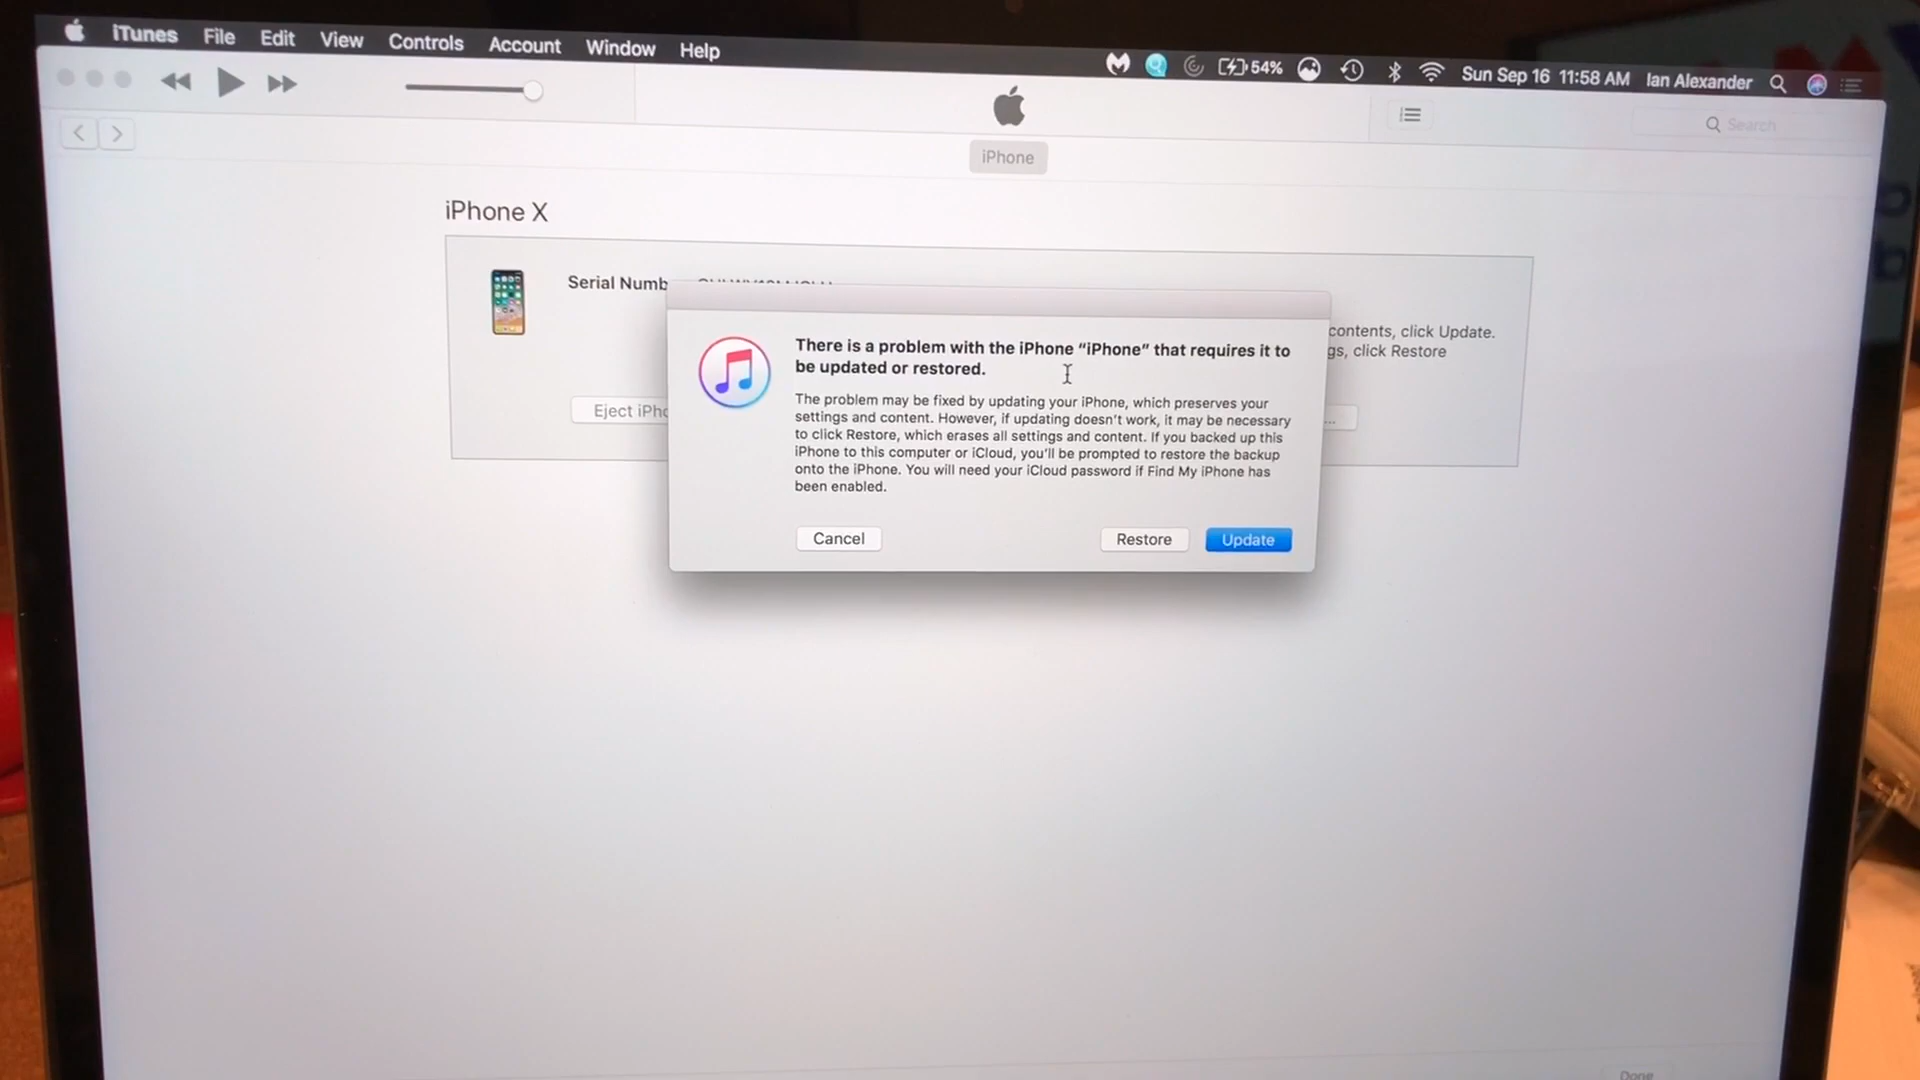 iTunes File Edit View Controls Account Window Help
54% Sun Sep 16 11:58 AM Ian Alexander
Search
iPhone
iPhone X
Serial Numb
contents, click Update.
gs, click Restore
There is a problem with the iPhone “iPhone” that requires it to
be updated or restored.
The problem may be fixed by updating your iPhone, which preserves your
settings and content. However, if updating doesn't work, it may be necessary
to click Restore, which erases all settings and content. If you backed up this
iPhone to this computer or iCloud, you'll be prompted to restore the backup
onto the iPhone. You will need your iCloud password if Find My iPhone has
been enabled.
Eject iPho
...
Cancel Restore Update
Done